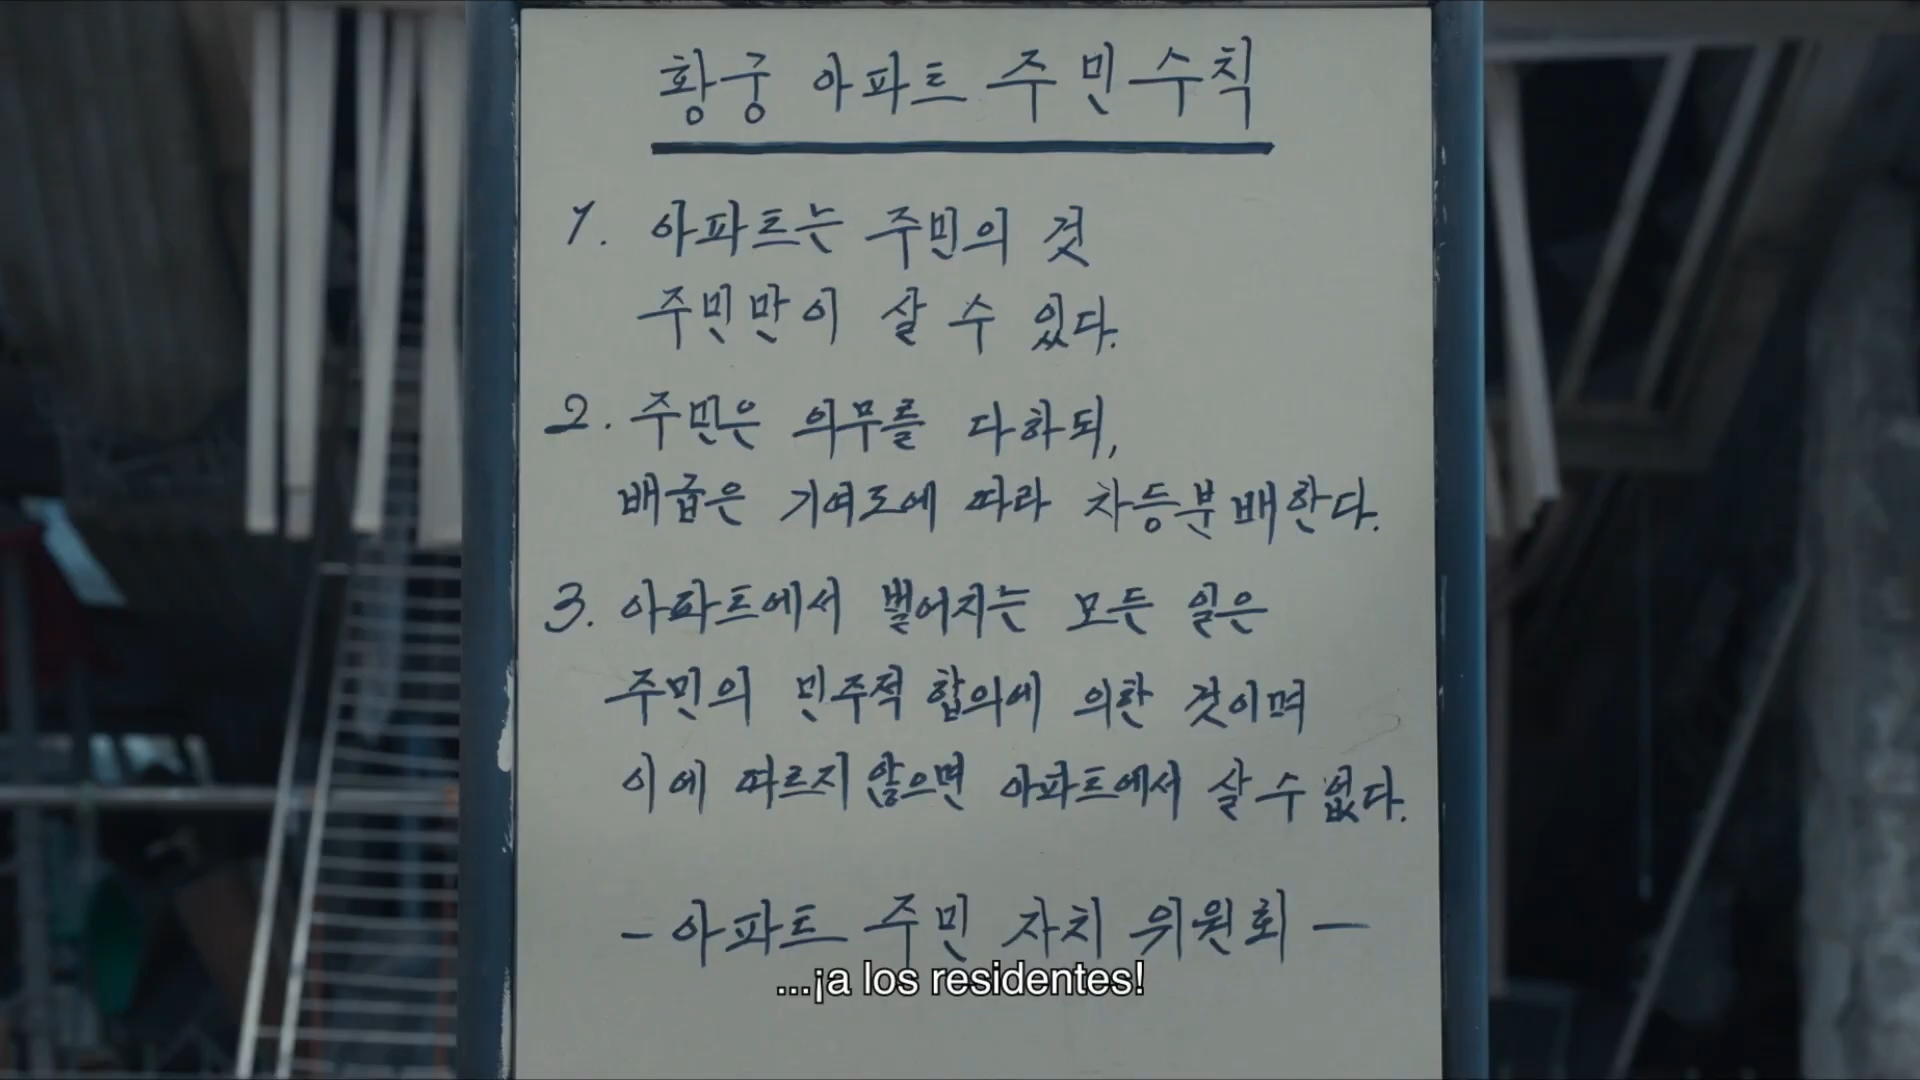 황궁 아파트 주민수칙
1. 아파트는 주민의 것
주민만이 살 수 있다.
2. 주민은 의무를 다하되,
배급은 기여도에 따라 차등분배한다.
3. 아파트에서 벌어지는 모든 일은
주민의 민주적 합의에 의한 것이며
이에 따르지 않으면 아파트에서 살 수 없다.
- 아파트 주민 자치 위원회 -
...¡a los residentes!